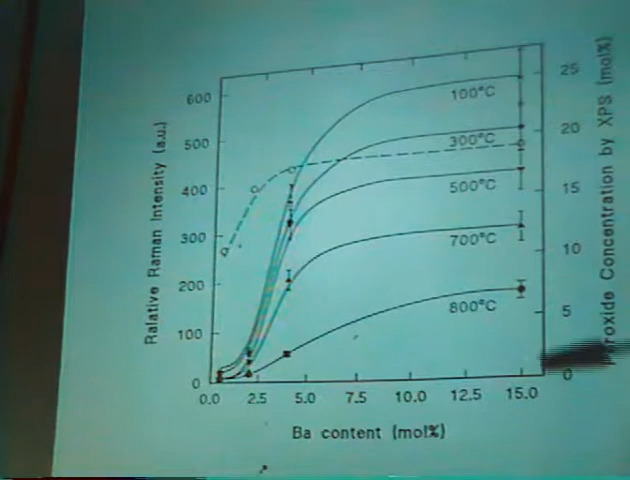 Ralative Raman Intensity (a.u.)
600
500
400
300
200
100
0
100°C
300°C
500°C
700°C
800°C
25
20
15
10
5
0
roxide Concentration by XPS (mol%)
0.0 2.5 5.0 7.5 10.0 12.5 15.0
Ba content (mol%)